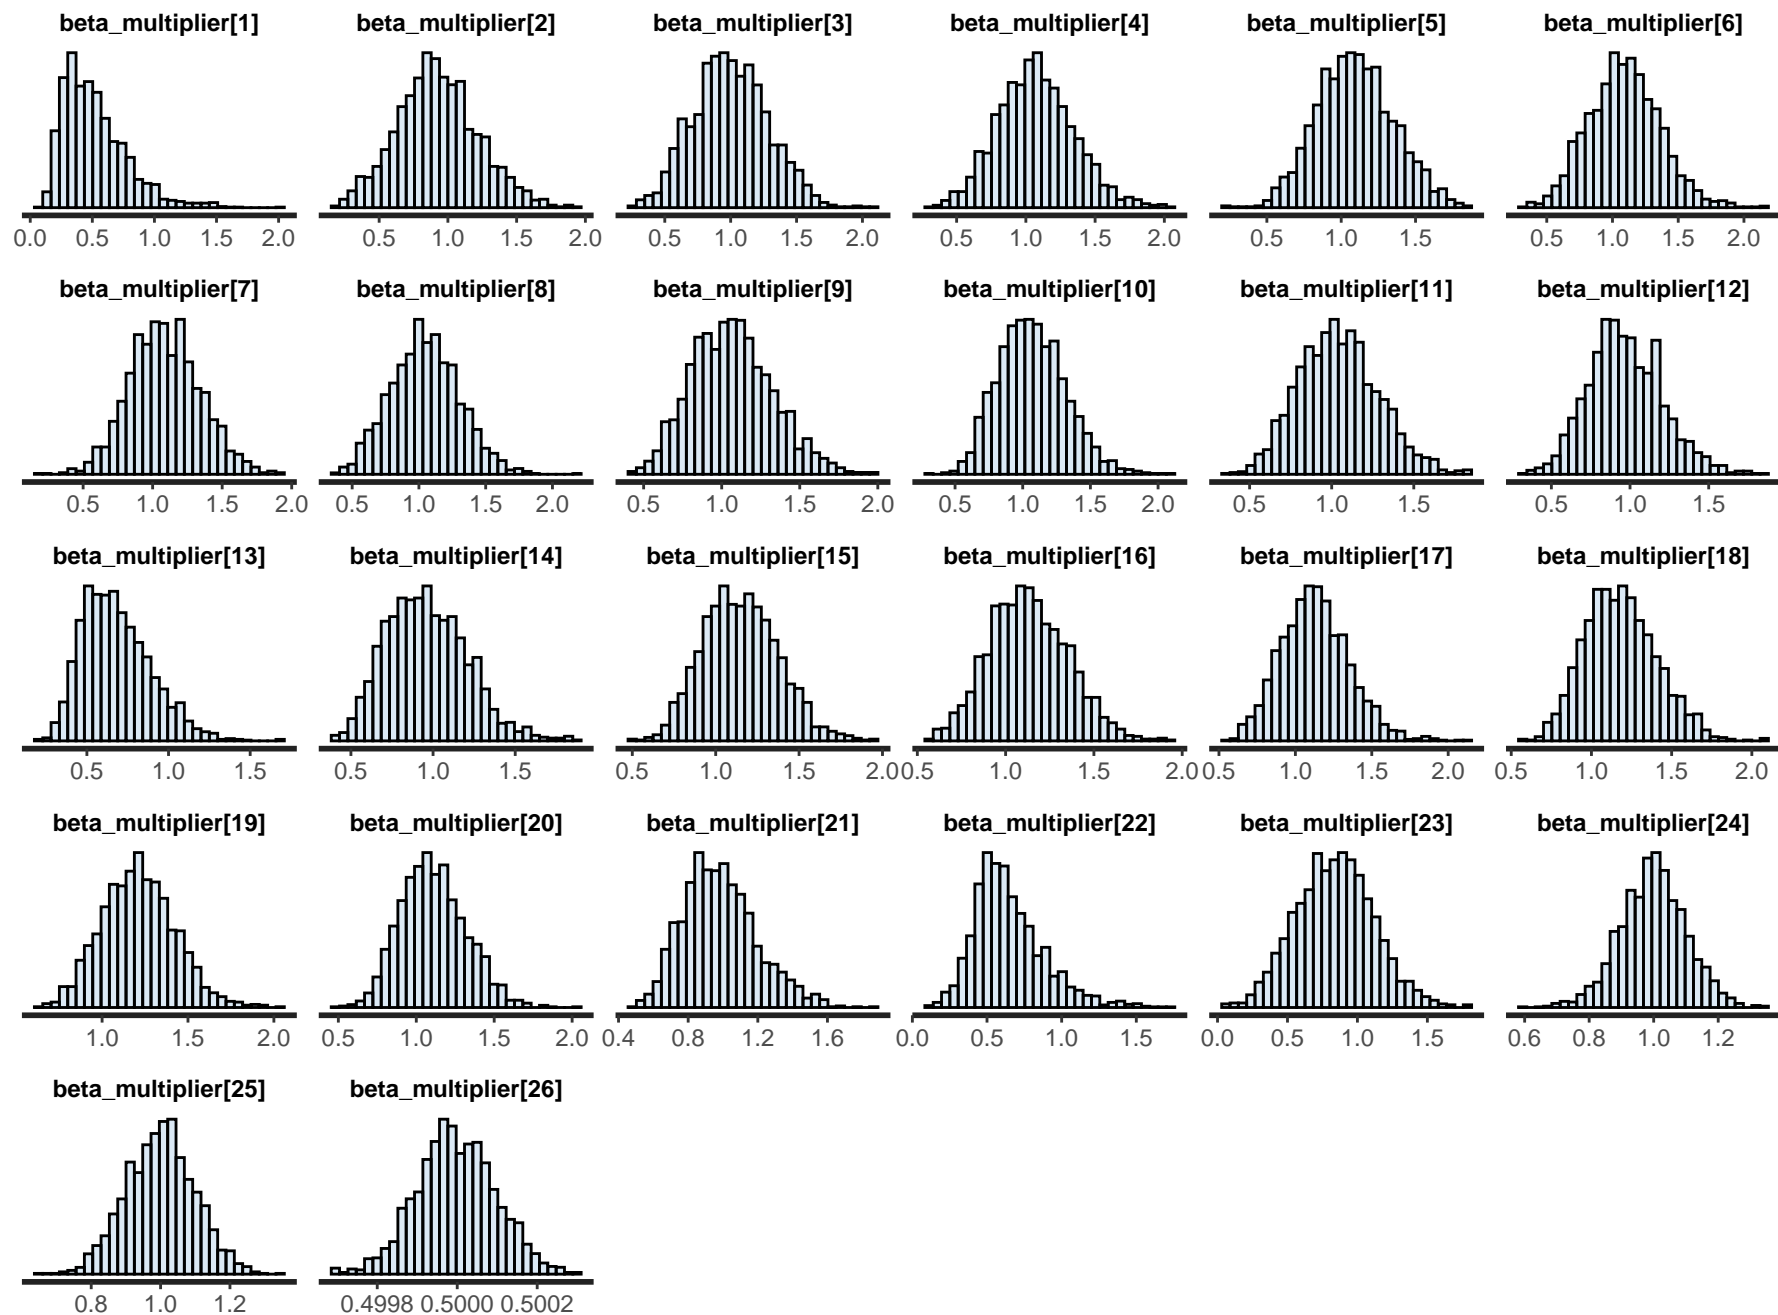 beta_multiplier[1] beta_multiplier[2] beta_multiplier[3] beta_multiplier[4] beta_multiplier[5] beta_multiplier[6]
0.0 0.5 1.0 1.5 2.0 0.5 1.0 1.5 2.0 0.5 1.0 1.5 2.0 0.5 1.0 1.5 2.0 0.5 1.0 1.5 0.5 1.0 1.5 2.0
beta_multiplier[7] beta_multiplier[8] beta_multiplier[9] beta_multiplier[10] beta_multiplier[11] beta_multiplier[12]
0.5 1.0 1.5 2.0 0.5 1.0 1.5 2.0 0.5 1.0 1.5 2.0 0.5 1.0 1.5 2.0 0.5 1.0 1.5 0.5 1.0 1.5
beta_multiplier[13] beta_multiplier[14] beta_multiplier[15] beta_multiplier[16] beta_multiplier[17] beta_multiplier[18]
0.5 1.0 1.5 0.5 1.0 1.5 0.5 1.0 1.5 2.0 0.5 1.0 1.5 2.0 0.5 1.0 1.5 2.0 0.5 1.0 1.5 2.0
beta_multiplier[19] beta_multiplier[20] beta_multiplier[21] beta_multiplier[22] beta_multiplier[23] beta_multiplier[24]
1.0 1.5 2.0 0.5 1.0 1.5 2.0 0.4 0.8 1.2 1.6 0.0 0.5 1.0 1.5 0.0 0.5 1.0 1.5 0.6 0.8 1.0 1.2
beta_multiplier[25] beta_multiplier[26]
0.8 1.0 1.2 0.4998 0.5000 0.5002